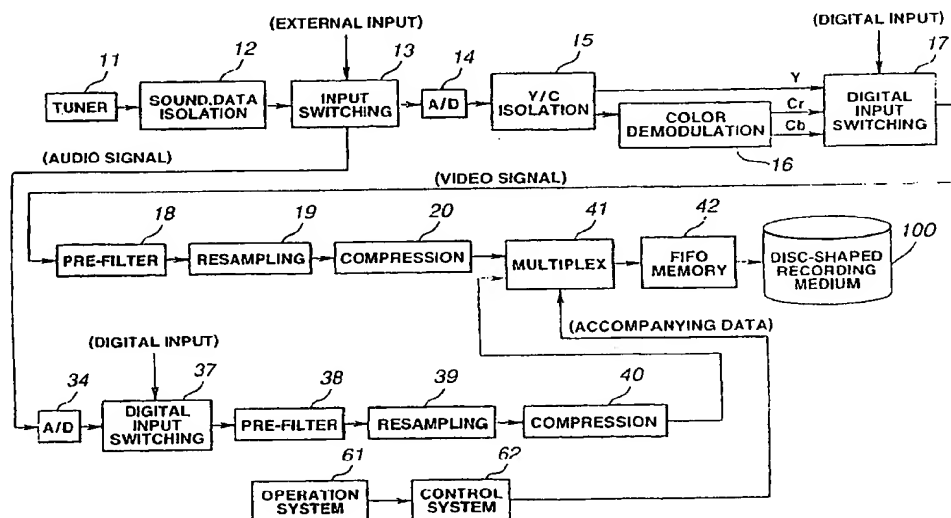 (EXTERNAL INPUT)
(DIGITAL INPUT)
11
12
13
14
15
17
TUNER
SOUND.DATA
ISOLATION
INPUT
SWITCHING
A/D
Y/C
ISOLATION
Y
COLOR
DEMODULATION
Cr
Cb
16
DIGITAL
INPUT
SWITCHING
(AUDIO SIGNAL)
(VIDEO SIGNAL)
18
19
20
41
42
100
PRE-FILTER
RESAMPLING
COMPRESSION
MULTIPLEX
FIFO
MEMORY
DISC-SHAPED
RECORDING
MEDIUM
(ACCOMPANYING DATA)
(DIGITAL INPUT)
34
37
38
39
40
A/D
DIGITAL
INPUT
SWITCHING
PRE-FILTER
RESAMPLING
COMPRESSION
61
62
OPERATION
SYSTEM
CONTROL
SYSTEM